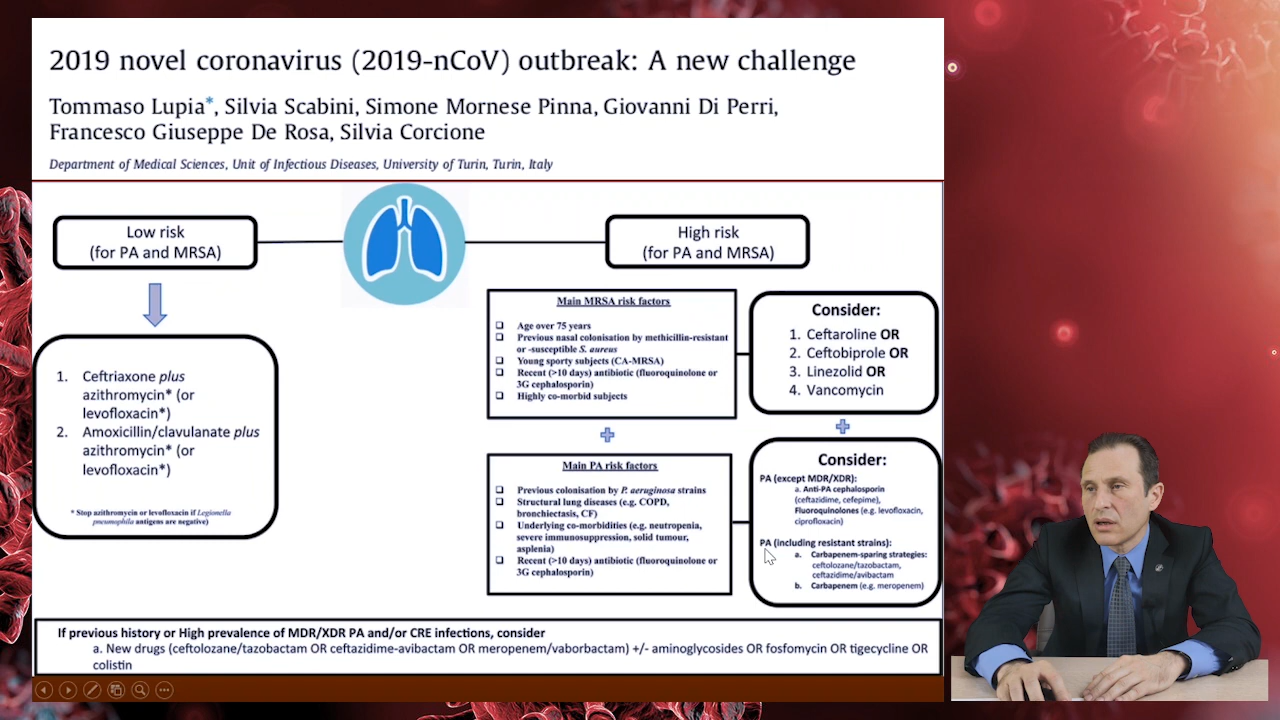 2019 novel coronavirus (2019-nCoV) outbreak: A new challenge
Tommaso Lupia*, Silvia Scabini, Simone Mornese Pinna, Giovanni Di Perri,
Francesco Giuseppe De Rosa, Silvia Corcione
Department of Medical Sciences, Unit of Infectious Diseases, University of Turin, Turin, Italy
Low risk
(for PA and MRSA)
High risk
(for PA and MRSA)
1. Ceftriaxone plus
azithromycin* (or
levofloxacin*)
2. Amoxicillin/clavulanate plus
azithromycin* (or
levofloxacin*)
* Stop azithromycin or levofloxacin if Legionella
pneumophila antigens are negative)
Main MRSA risk factors
Age over 75 years
Previous nasal colonisation by methicillin-resistant
or -susceptible S. aureus
Young sporty subjects (CA-MRSA)
Recent (>10 days) antibiotic (fluoroquinolone or
3G cephalosporin)
Highly co-morbid subjects
Consider:
1. Ceftaroline OR
2. Ceftobiprole OR
3. Linezolid OR
4. Vancomycin
Main PA risk factors
Previous colonisation by P. aeruginosa strains
Structural lung diseases (e.g. COPD,
bronchiectasis, CF)
Underlying co-morbidities (e.g. neutropenia,
severe immunosuppression, solid tumour,
asplenia)
Recent (>10 days) antibiotic (fluoroquinolone or
3G cephalosporin)
Consider:
PA (except MDR/XDR):
a. Anti-PA cephalosporin
(ceftazidime, cefepime),
Fluoroquinolones (e.g. levofloxacin,
ciprofloxacin)
PA (including resistant strains):
a. Carbapenem-sparing strategies:
ceftolozane/tazobactam,
ceftazidime/avibactam
b. Carbapenem (e.g. meropenem)
If previous history or High prevalence of MDR/XDR PA and/or CRE infections, consider
a. New drugs (ceftolozane/tazobactam OR ceftazidime-avibactam OR meropenem/vaborbactam) +/- aminoglycosides OR fosfomycin OR tigecycline OR
colistin